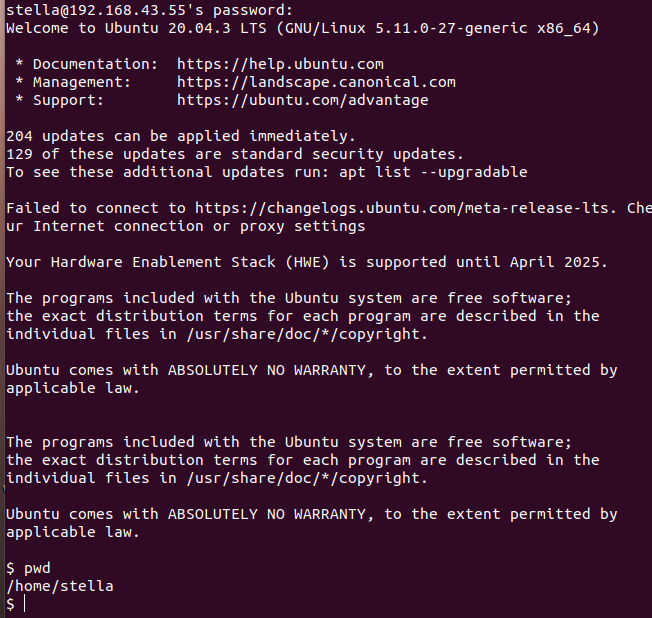 stella@192.168.43.55's password:
Welcome to Ubuntu 20.04.3 LTS (GNU/Linux 5.11.0-27-generic x86_64)
* Documentation:  https://help.ubuntu.com
* Management:     https://landscape.canonical.com
* Support:        https://ubuntu.com/advantage
204 updates can be applied immediately.
129 of these updates are standard security updates.
To see these additional updates run: apt list --upgradable
Failed to connect to https://changelogs.ubuntu.com/meta-release-lts. Che
ur Internet connection or proxy settings
Your Hardware Enablement Stack (HWE) is supported until April 2025.
The programs included with the Ubuntu system are free software;
the exact distribution terms for each program are described in the
individual files in /usr/share/doc/*/copyright.
Ubuntu comes with ABSOLUTELY NO WARRANTY, to the extent permitted by
applicable law.
The programs included with the Ubuntu system are free software;
the exact distribution terms for each program are described in the
individual files in /usr/share/doc/*/copyright.
Ubuntu comes with ABSOLUTELY NO WARRANTY, to the extent permitted by
applicable law.
$ pwd
/home/stella
$